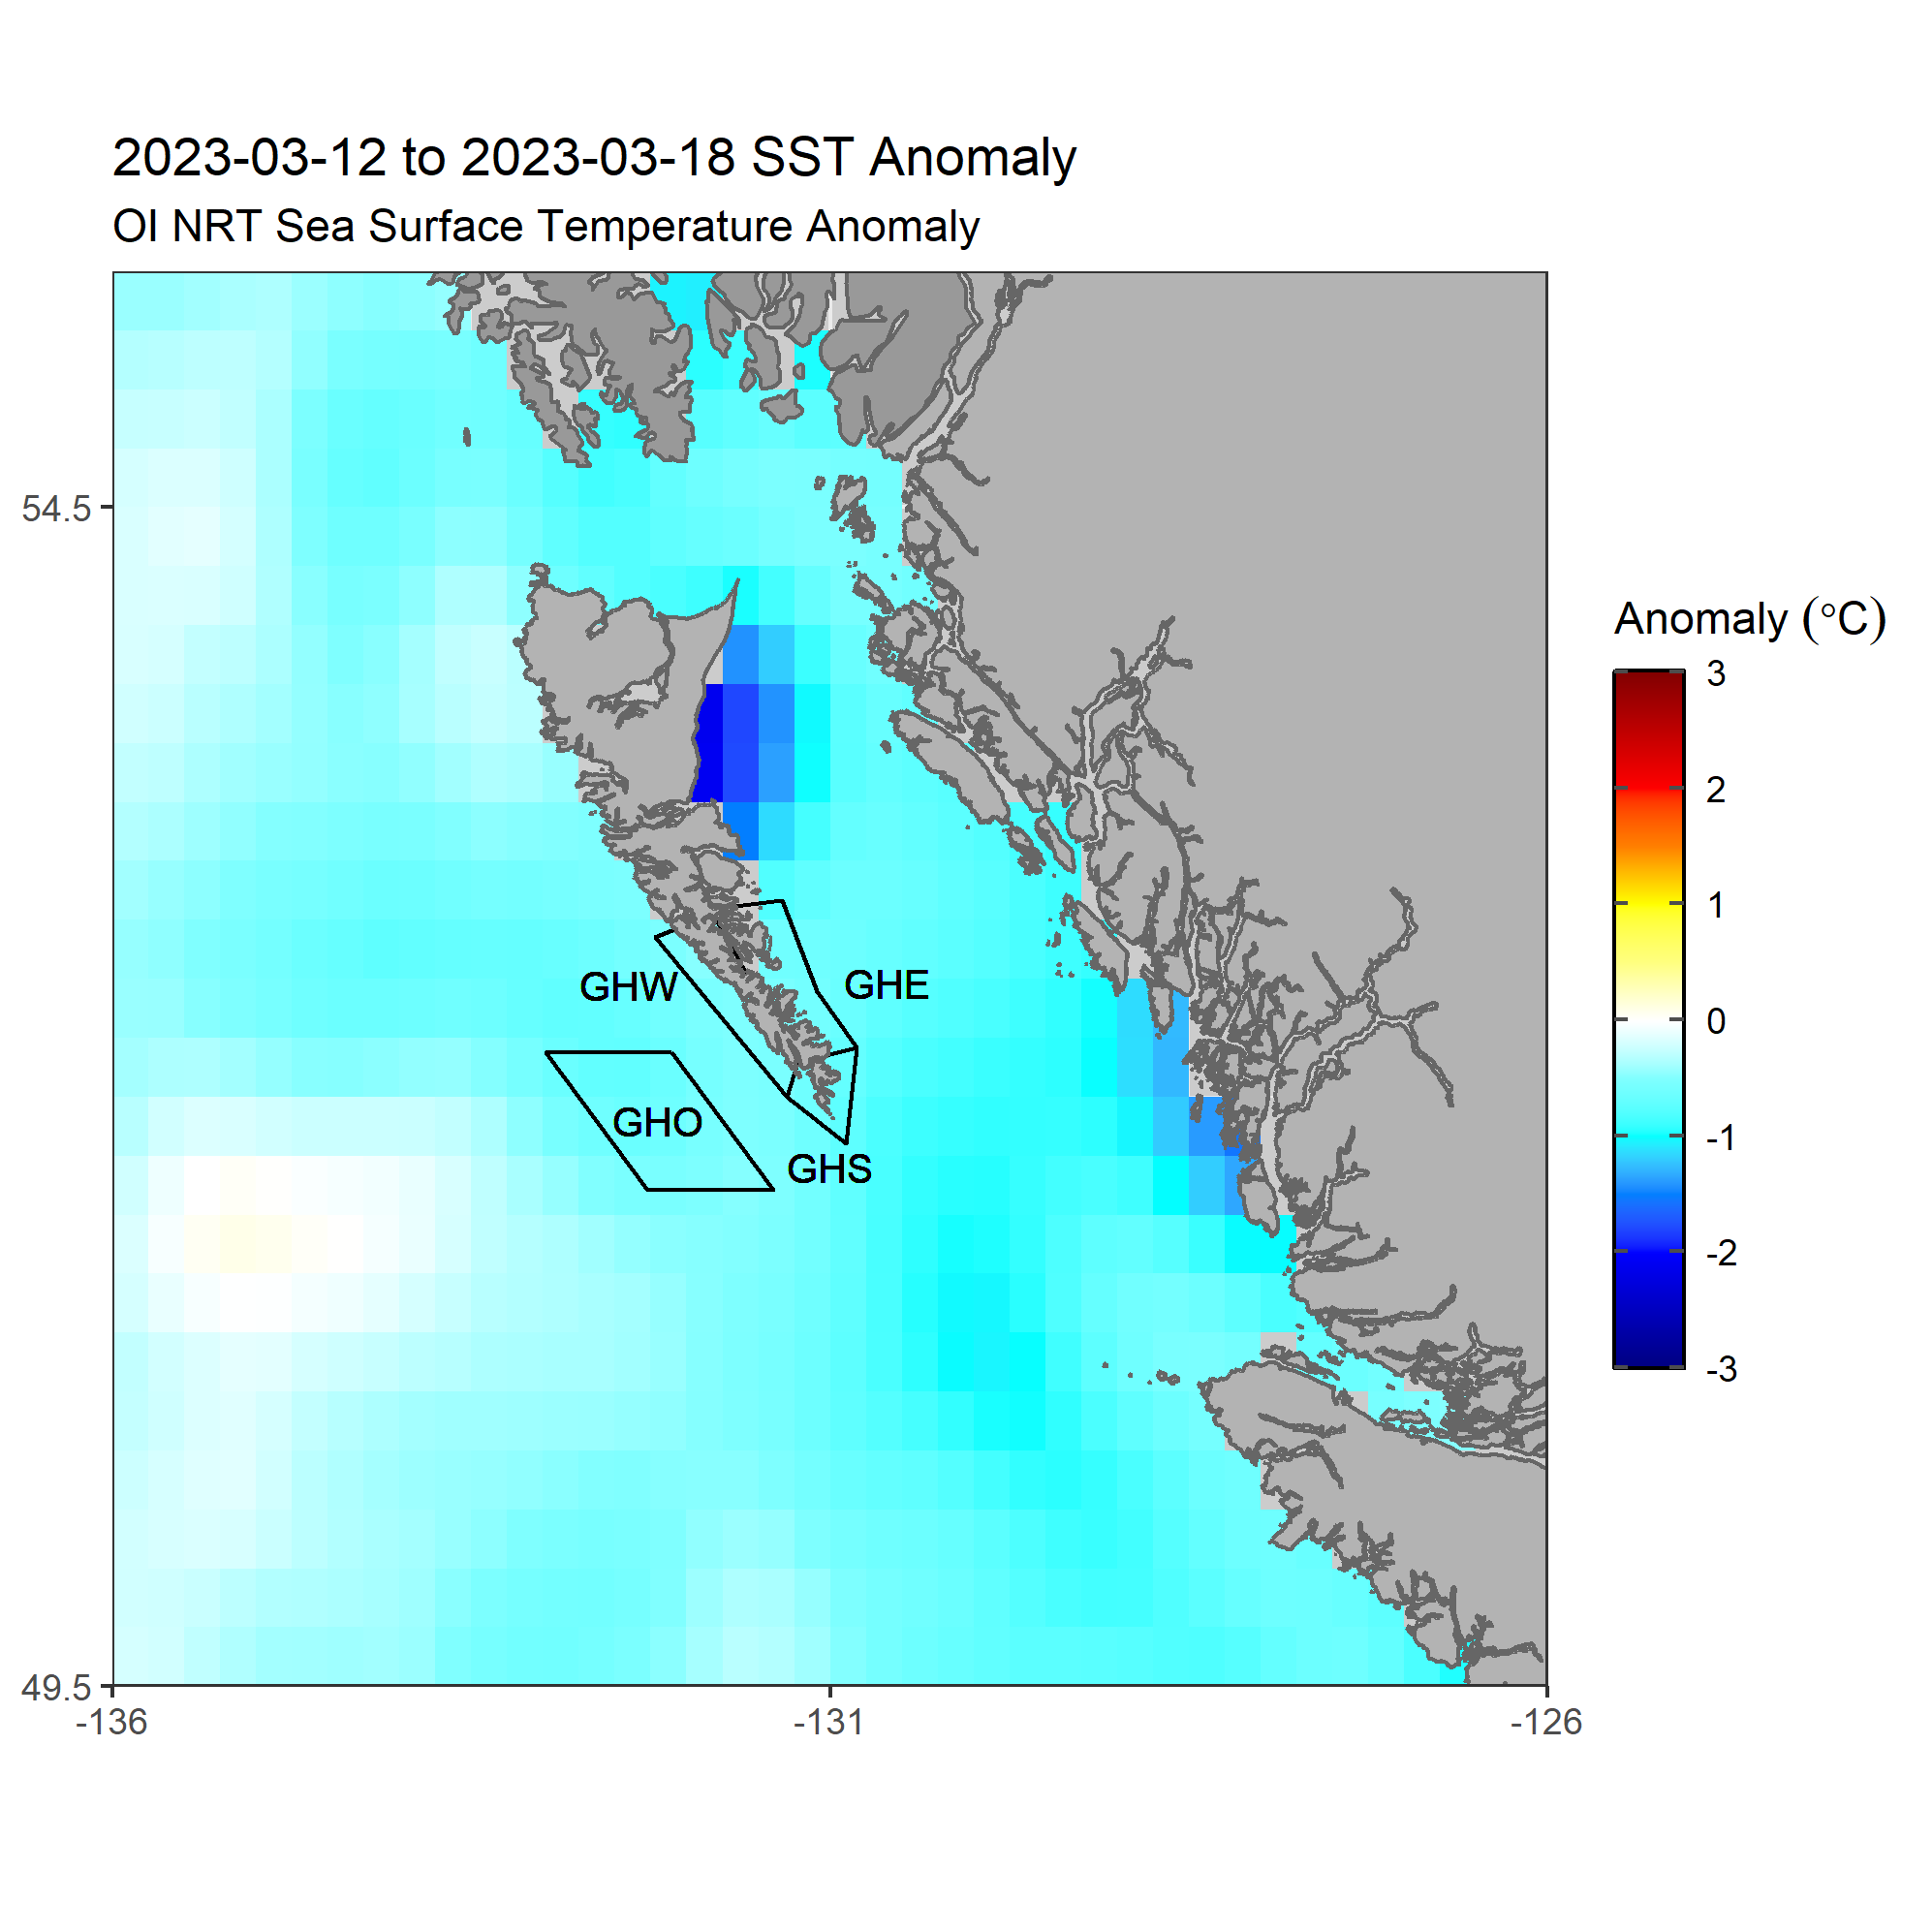 2023-03-12 to 2023-03-18 SST Anomaly
OI NRT Sea Surface Temperature Anomaly
54.5
49.5
-136
-131
-126
GHW
GHE
GHO
GHS
Anomaly (°C)
3
2
1
0
-1
-2
-3